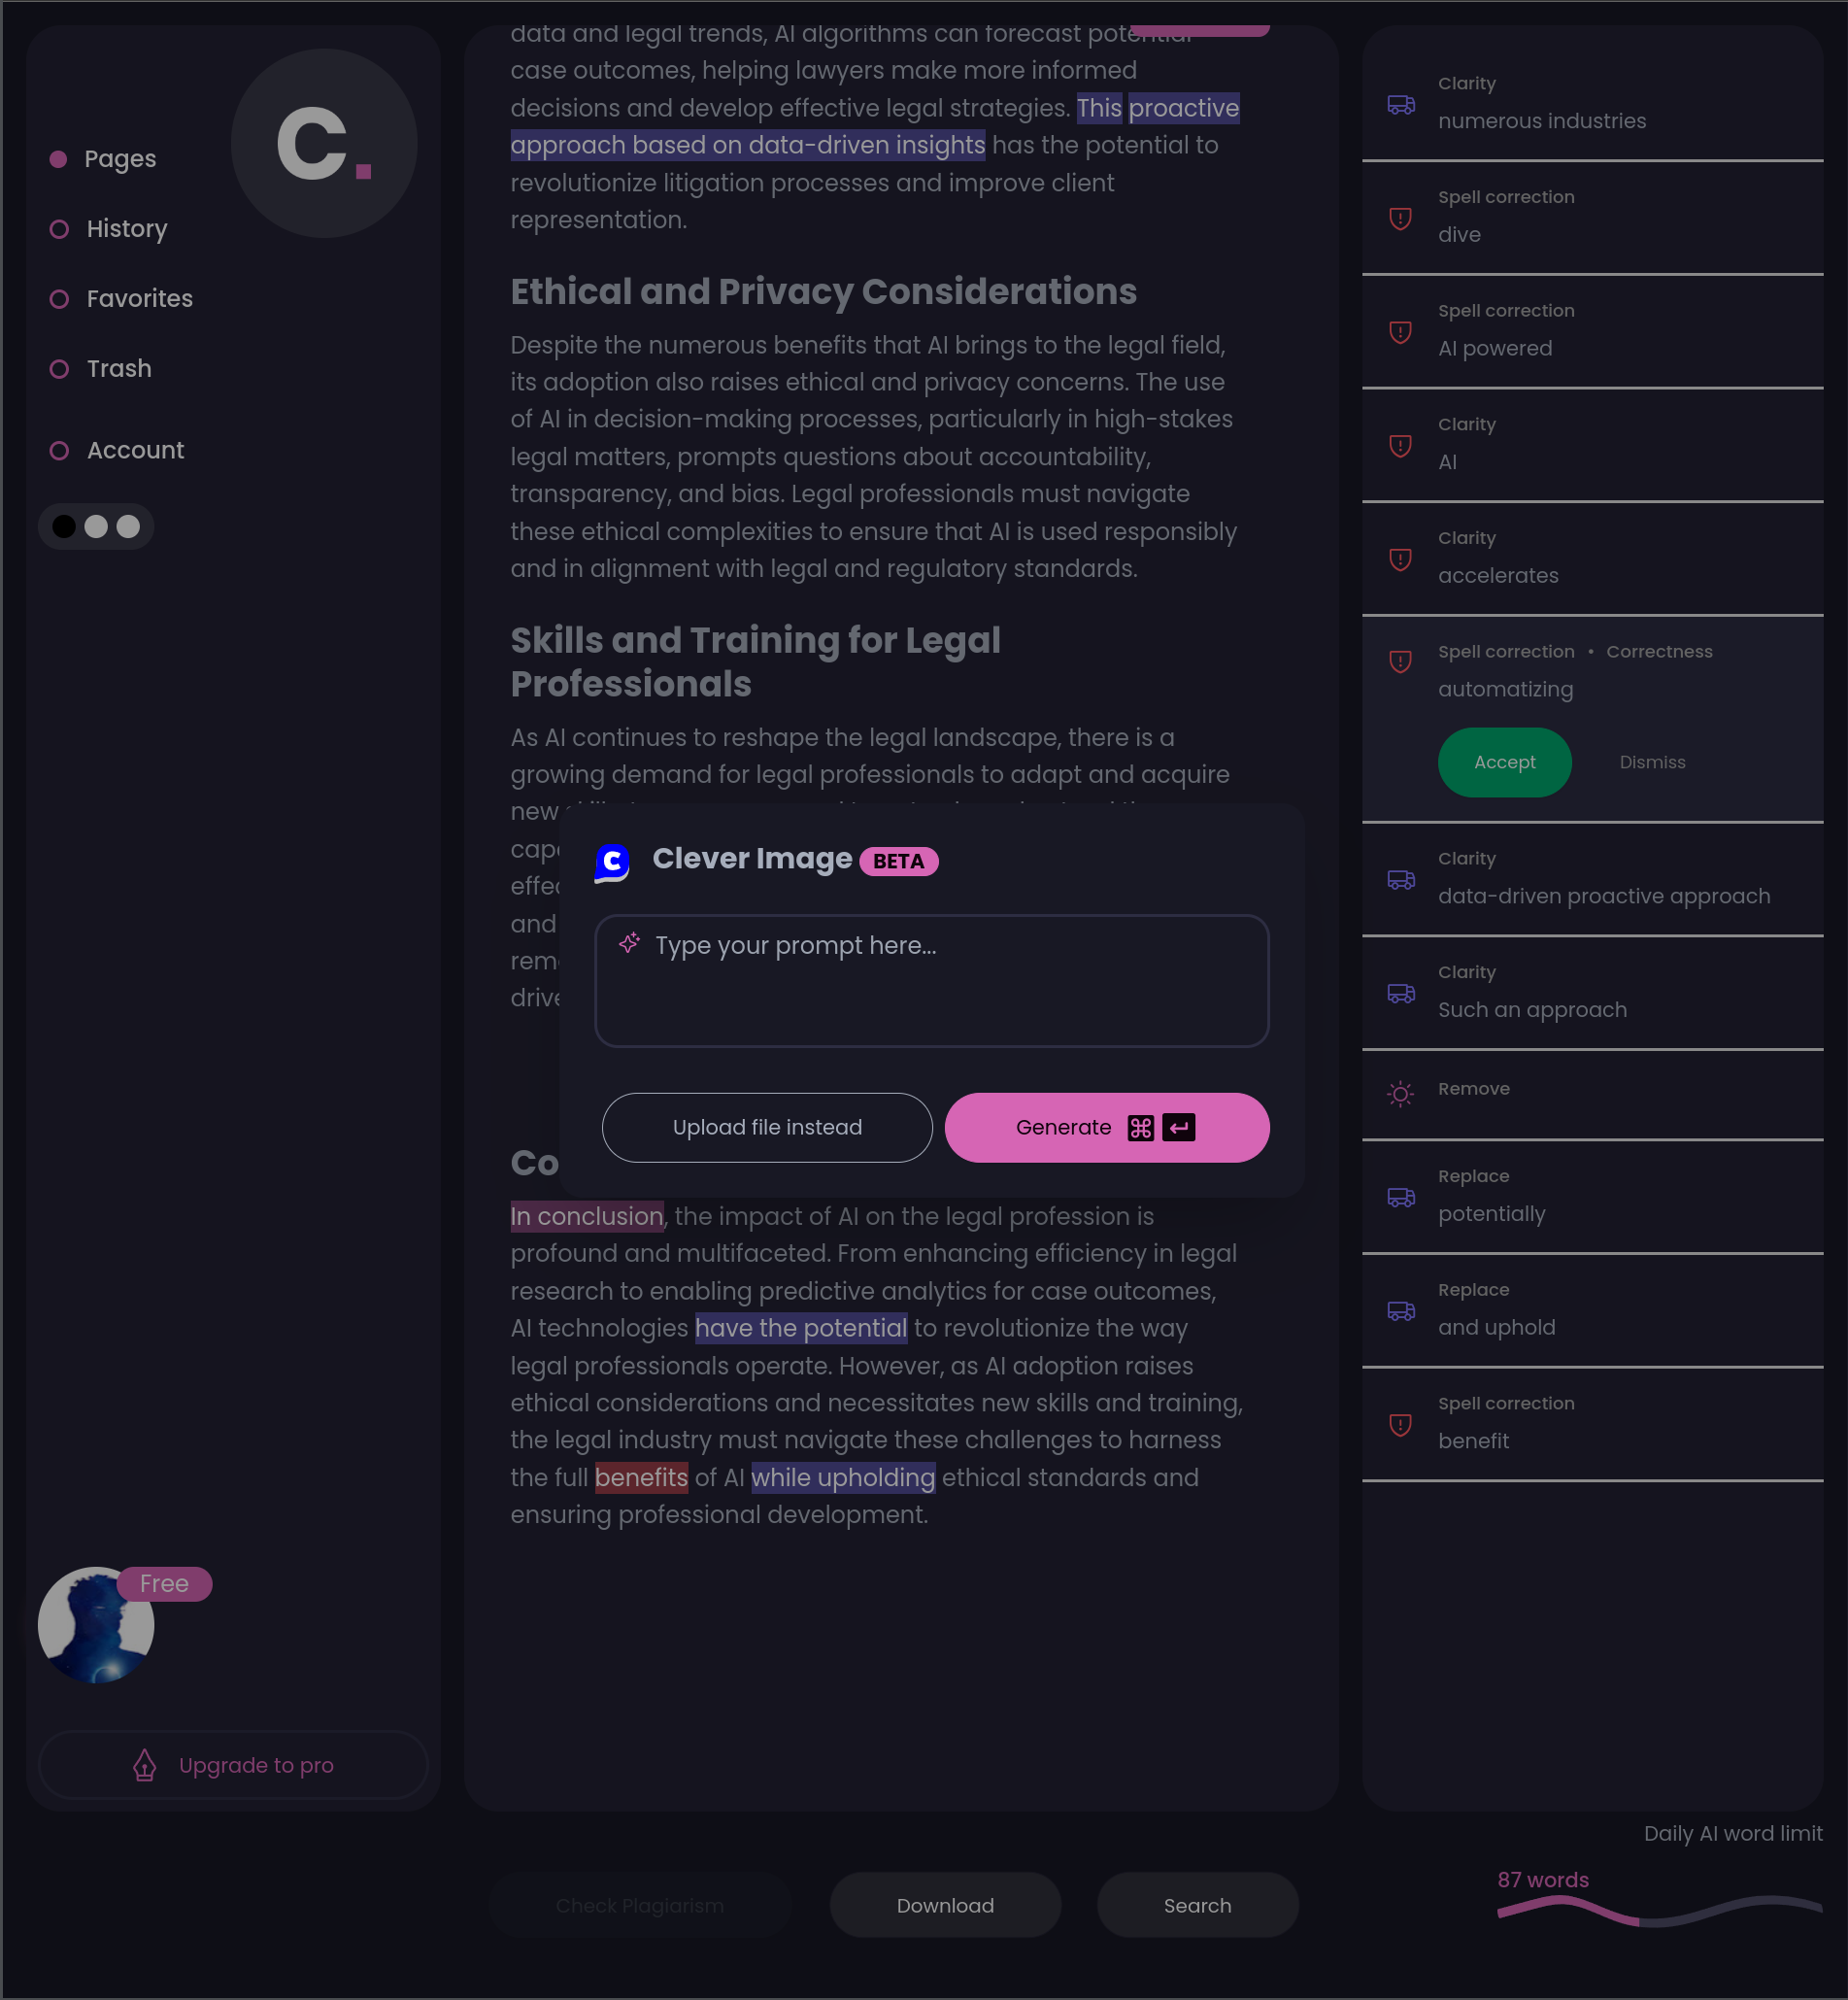 C.
Pages
History
Favorites
Trash
Account
Free
Upgrade to pro
data and legal trends, AI algorithms can forecast potential
case outcomes, helping lawyers make more informed
decisions and develop effective legal strategies. This proactive
approach based on data-driven insights has the potential to
revolutionize litigation processes and improve client
representation.
Ethical and Privacy Considerations
Despite the numerous benefits that AI brings to the legal field,
its adoption also raises ethical and privacy concerns. The use
of AI in decision-making processes, particularly in high-stakes
legal matters, prompts questions about accountability,
transparency, and bias. Legal professionals must navigate
these ethical complexities to ensure that AI is used responsibly
and in alignment with legal and regulatory standards.
Skills and Training for Legal
Professionals
As AI continues to reshape the legal landscape, there is a
growing demand for legal professionals to adapt and acquire
new
and
C
Clever Image BETA
Type your prompt here...
Upload file instead
Generate ⌘ ↵
In conclusion, the impact of AI on the legal profession is
profound and multifaceted. From enhancing efficiency in legal
research to enabling predictive analytics for case outcomes,
AI technologies have the potential to revolutionize the way
legal professionals operate. However, as AI adoption raises
ethical considerations and necessitates new skills and training,
the legal industry must navigate these challenges to harness
the full benefits of AI while upholding ethical standards and
ensuring professional development.
Check Plagiarism
Download
Search
Clarity
numerous industries
Spell correction
dive
Spell correction
AI powered
Clarity
AI
Clarity
accelerates
Spell correction • Correctness
automatizing
Accept
Dismiss
Clarity
data-driven proactive approach
Clarity
Such an approach
Remove
Replace
potentially
Replace
and uphold
Spell correction
benefit
Daily AI word limit
87 words